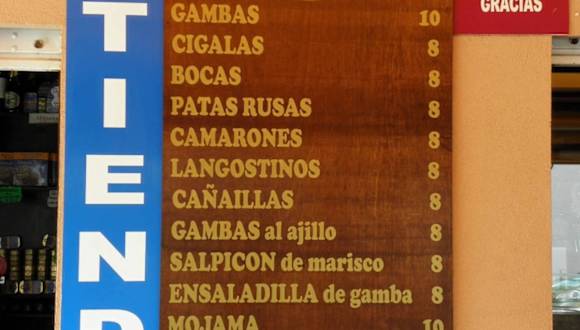 GRACIAS
TIEND
GAMBAS 10
CIGALAS 8
BOCAS 8
PATAS RUSAS 8
CAMARONES 8
LANGOSTINOS 8
CAÑAILLAS 8
GAMBAS al ajillo 8
SALPICON de marisco 8
ENSALADILLA de gamba 8
MOJAMA 10